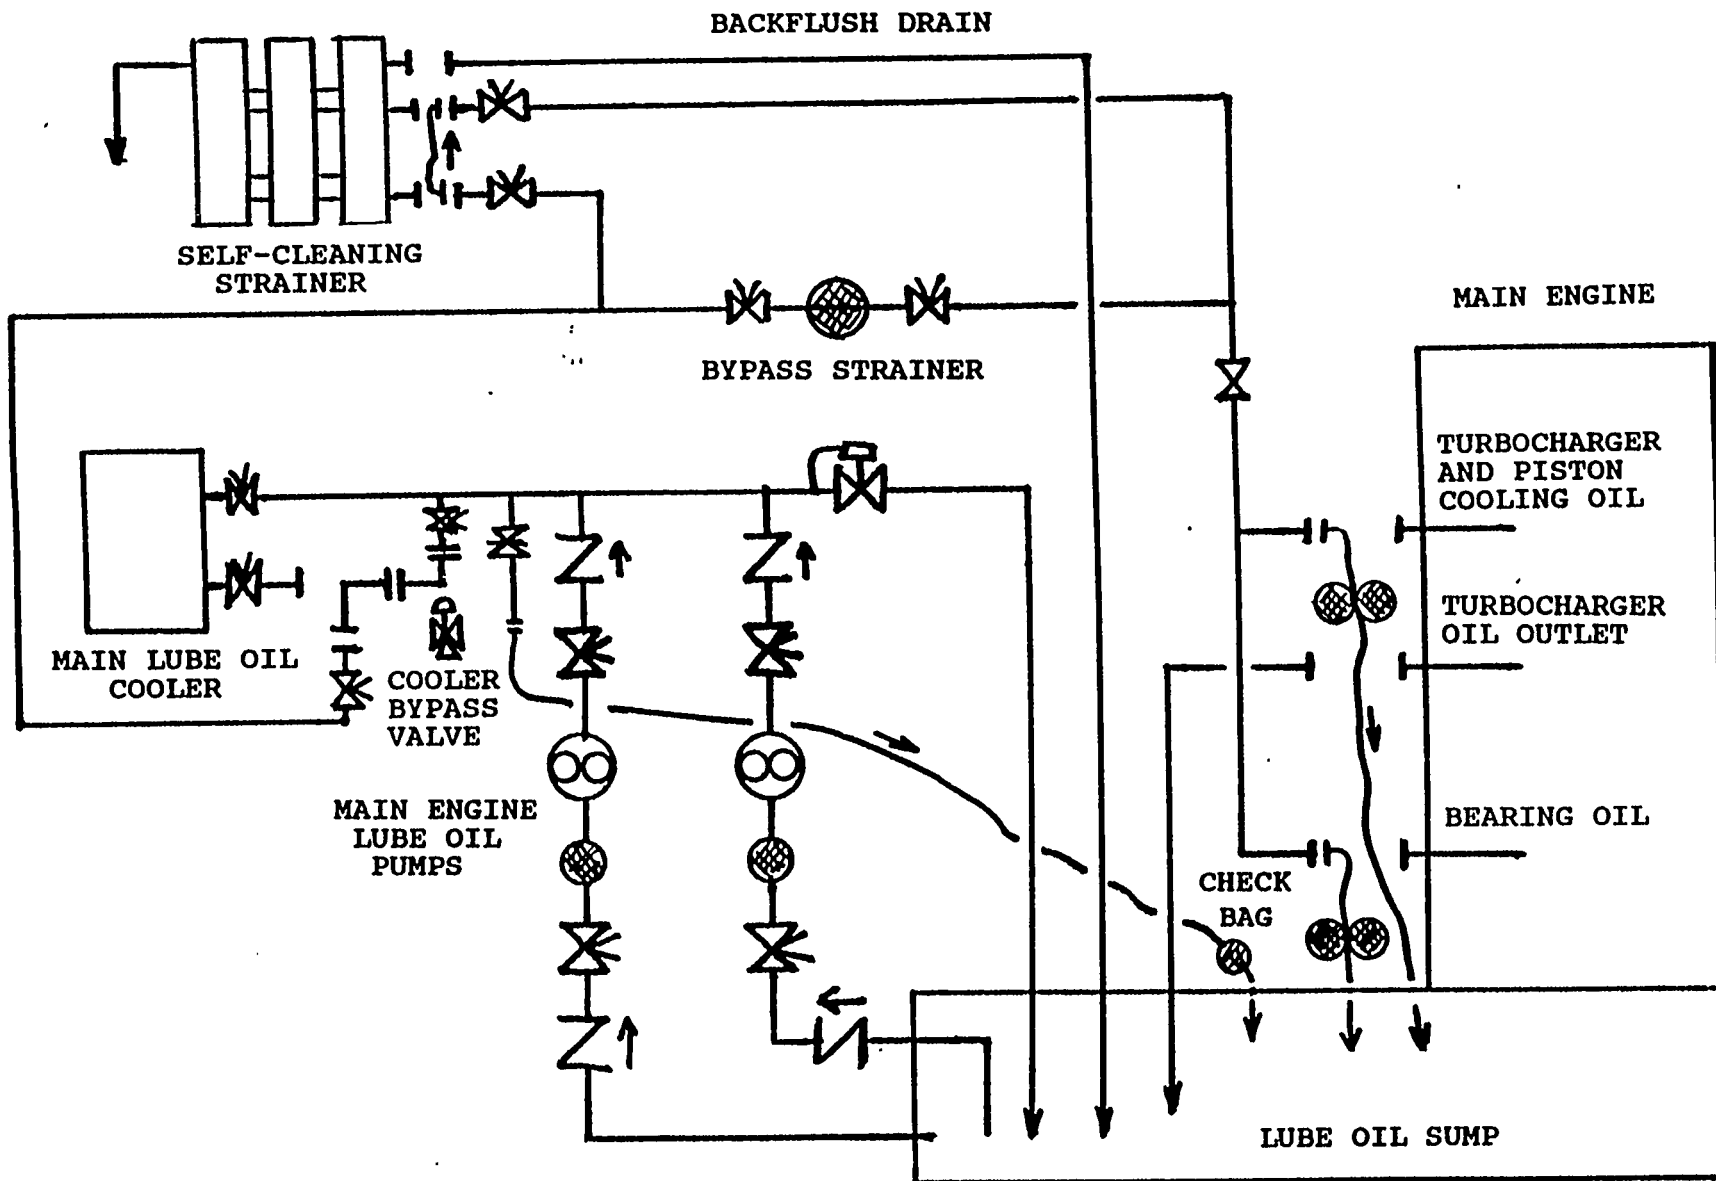 BACKFLUSH DRAIN
SELF-CLEANING
STRAINER
MAIN ENGINE
BYPASS STRAINER
TURBOCHARGER
AND PISTON
COOLING OIL
TURBOCHARGER
OIL OUTLET
MAIN LUBE OIL
COOLER
COOLER
BYPASS
VALVE
MAIN ENGINE
LUBE OIL
PUMPS
BEARING OIL
CHECK
BAG
LUBE OIL SUMP